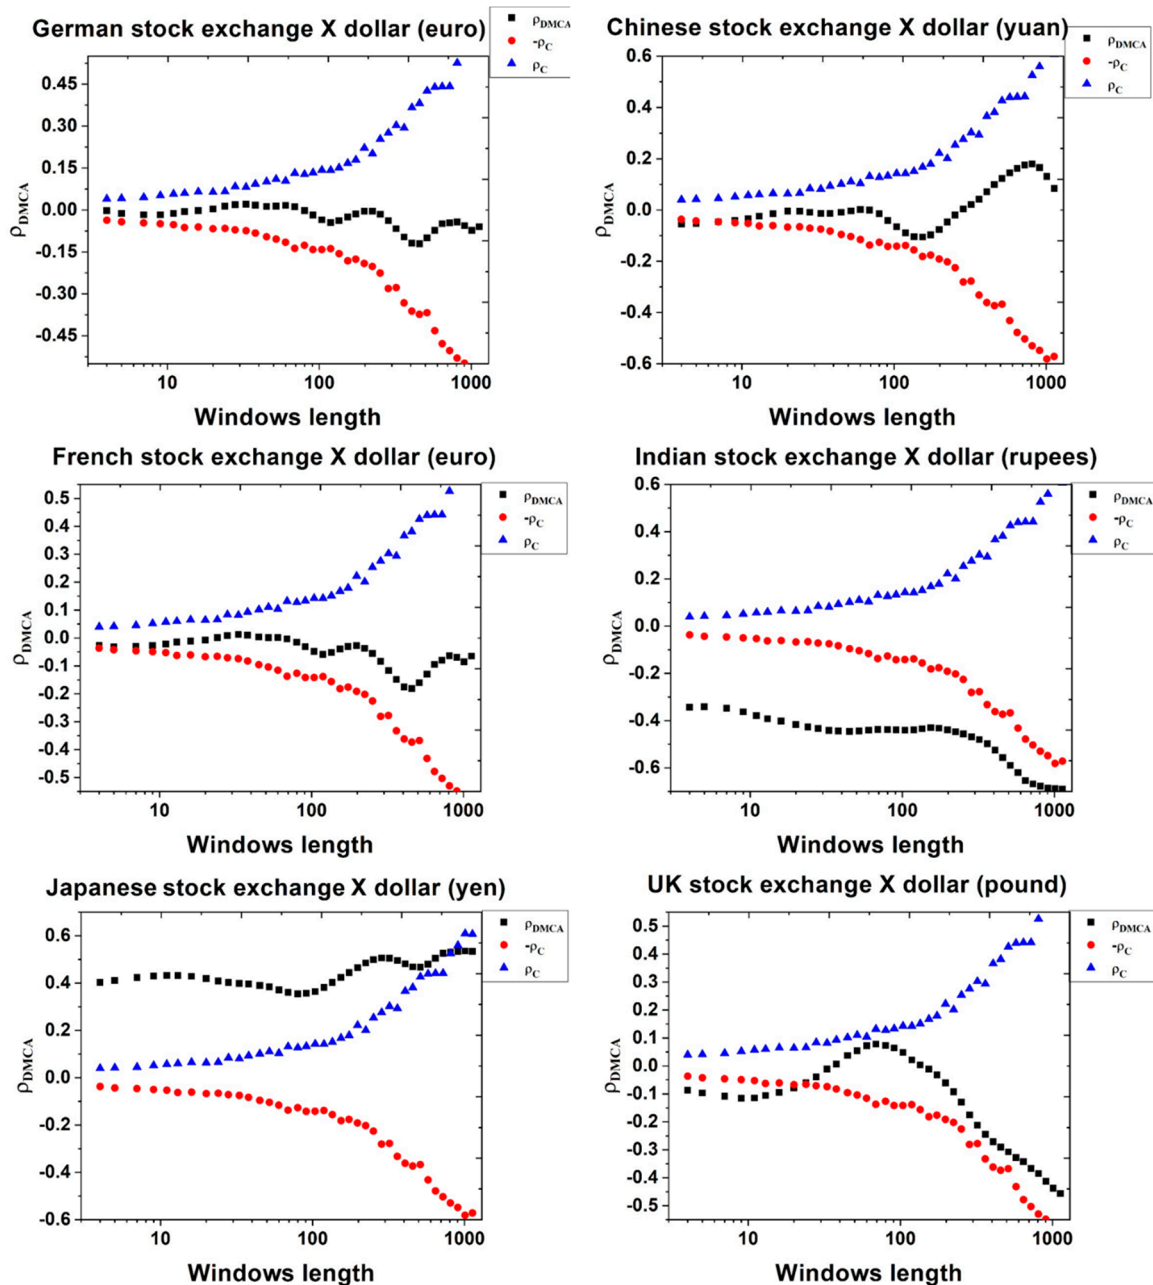 German stock exchange X dollar (euro)
ρDMCA
-ρC
ρC
0.45
0.30
0.15
0.00
-0.15
-0.30
-0.45
ρDMCA
10
100
1000
Windows length
Chinese stock exchange X dollar (yuan)
ρDMCA
-ρC
ρC
0.6
0.4
0.2
0.0
-0.2
-0.4
-0.6
ρDMCA
10
100
1000
Windows length
French stock exchange X dollar (euro)
ρDMCA
-ρC
ρC
0.5
0.4
0.3
0.2
0.1
0.0
-0.1
-0.2
-0.3
-0.4
-0.5
ρDMCA
10
100
1000
Windows length
Indian stock exchange X dollar (rupees)
ρDMCA
-ρC
ρC
0.6
0.4
0.2
0.0
-0.2
-0.4
-0.6
ρDMCA
10
100
1000
Windows length
Japanese stock exchange X dollar (yen)
ρDMCA
-ρC
ρC
0.6
0.4
0.2
0.0
-0.2
-0.4
-0.6
ρDMCA
10
100
1000
Windows length
UK stock exchange X dollar (pound)
ρDMCA
-ρC
ρC
0.5
0.4
0.3
0.2
0.1
0.0
-0.1
-0.2
-0.3
-0.4
-0.5
ρDMCA
10
100
1000
Windows length